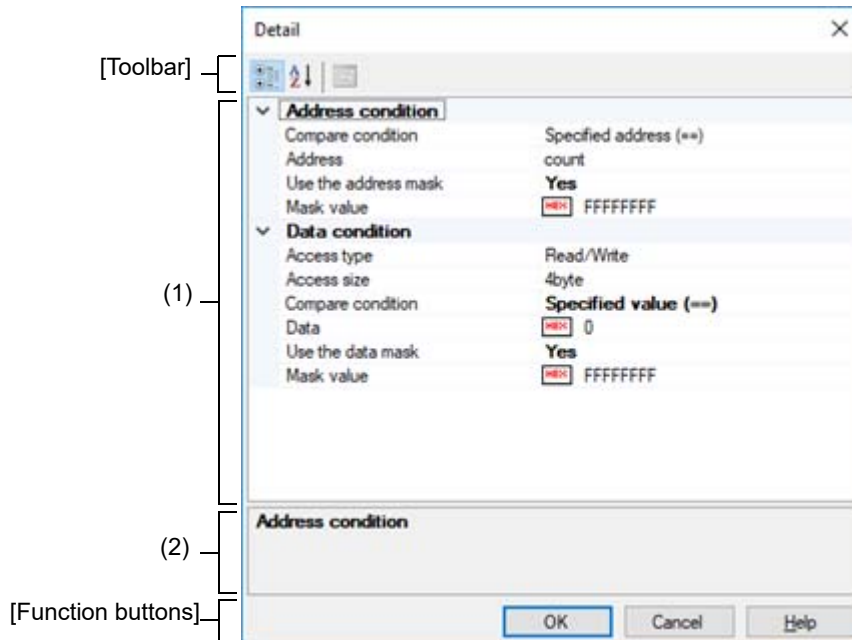 Detail
[Toolbar]
Address condition
Compare condition Specified address (==)
Address count
Use the address mask Yes
Mask value HEX FFFFFFFF
Data condition
Access type Read/Write
Access size 4byte
(1)
Compare condition Specified value (==)
Data HEX 0
Use the data mask Yes
Mask value HEX FFFFFFFF
Address condition
(2)
[Function buttons]
OK Cancel Help